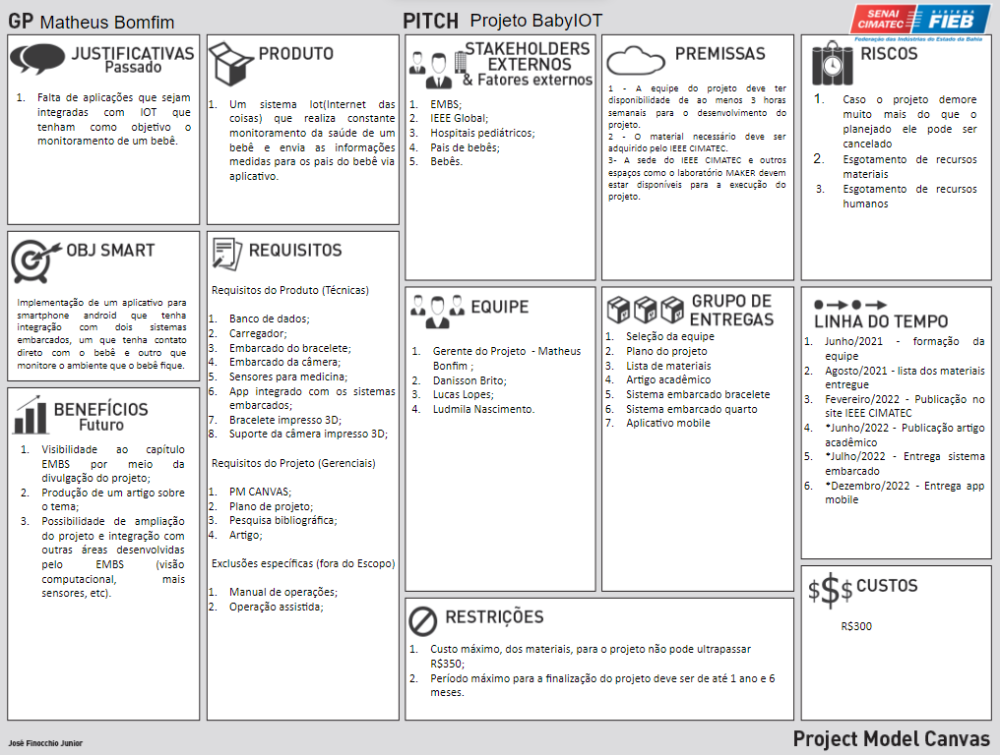 GP Matheus Bomfim
PITCH Projeto BabyIOT
SENAI CIMATEC
SISTEMA FIEB
Federação das Indústrias do Estado da Bahia
JUSTIFICATIVAS
Passado
1. Falta de aplicações que sejam
integradas com IOT que
tenham como objetivo o
monitoramento de um bebê.
PRODUTO
1. Um sistema Iot(Internet das
coisas) que realiza constante
monitoramento da saúde de um
bebê e envia as informações
medidas para os pais do bebê via
aplicativo.
STAKEHOLDERS
EXTERNOS
& Fatores externos
1. EMBS;
2. IEEE Global;
3. Hospitais pediátricos;
4. Pais de bebês;
5. Bebês.
PREMISSAS
1 - A equipe do projeto deve ter
disponibilidade de ao menos 3 horas
semanais para o desenvolvimento do
projeto.
2 - O material necessário deve ser
adquirido pelo IEEE CIMATEC.
3- A sede do IEEE CIMATEC e outros
espaços como o laboratório MAKER devem
estar disponíveis para a execução do
projeto.
RISCOS
1. Caso o projeto demore
muito mais do que o
planejado ele pode ser
cancelado
2. Esgotamento de recursos
materiais
3. Esgotamento de recursos
humanos
OBJ SMART
Implementação de um aplicativo para
smartphone android que tenha
integração com dois sistemas
embarcados, um que tenha contato
direto com o bebê e outro que
monitore o ambiente que o bebê fique.
REQUISITOS
Requisitos do Produto (Técnicas)
1. Banco de dados;
2. Carregador;
3. Embarcado do bracelete;
4. Embarcado da câmera;
5. Sensores para medicina;
6. App integrado com os sistemas
embarcados;
7. Bracelete impresso 3D;
8. Suporte da câmera impresso 3D;
Requisitos do Projeto (Gerenciais)
1. PM CANVAS;
2. Plano de projeto;
3. Pesquisa bibliográfica;
4. Artigo;
Exclusões específicas (fora do Escopo)
1. Manual de operações;
2. Operação assistida;
EQUIPE
1. Gerente do Projeto - Matheus
Bonfim ;
2. Danisson Brito;
3. Lucas Lopes;
4. Ludmila Nascimento.
GRUPO DE
ENTREGAS
1. Seleção da equipe
2. Plano do projeto
3. Lista de materiais
4. Artigo acadêmico
5. Sistema embarcado bracelete
6. Sistema embarcado quarto
7. Aplicativo mobile
LINHA DO TEMPO
1. Junho/2021 - formação da
equipe
2. Agosto/2021 - lista dos materiais
entregue
3. Fevereiro/2022 - Publicação no
site IEEE CIMATEC
4. *Junho/2022 - Publicação artigo
acadêmico
5. *Julho/2022 - Entrega sistema
embarcado
6. *Dezembro/2022 - Entrega app
mobile
BENEFÍCIOS
Futuro
1. Visibilidade ao capítulo
EMBS por meio da
divulgação do projeto;
2. Produção de um artigo sobre
o tema;
3. Possibilidade de ampliação
do projeto e integração com
outras áreas desenvolvidas
pelo EMBS (visão
computacional, mais
sensores, etc).
RESTRIÇÕES
1. Custo máximo, dos materiais, para o projeto não pode ultrapassar
R$350;
2. Período máximo para a finalização do projeto deve ser de até 1 ano e 6
meses.
$$$ CUSTOS
R$300
José Finocchio Junior
Project Model Canvas